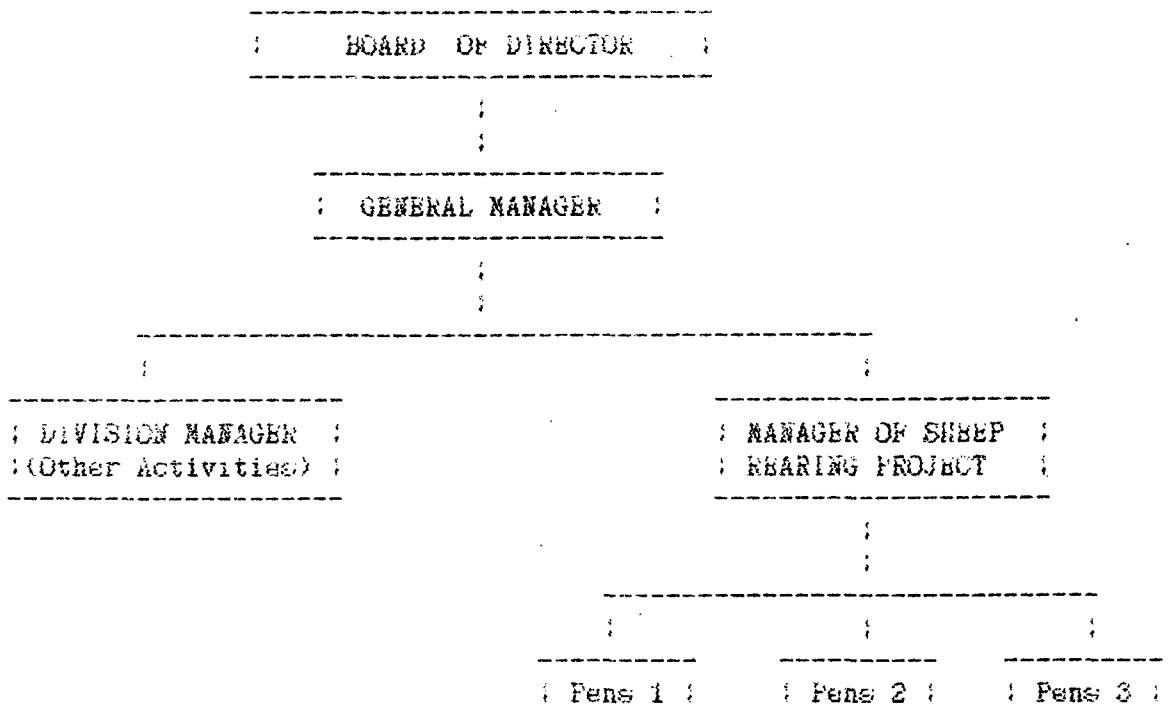 BOARD OF DIRECTOR
GENERAL MANAGER
DIVISION MANAGER
(Other Activities)
MANAGER OF SHEEP
REARING PROJECT
Pens 1
Pens 2
Pens 3